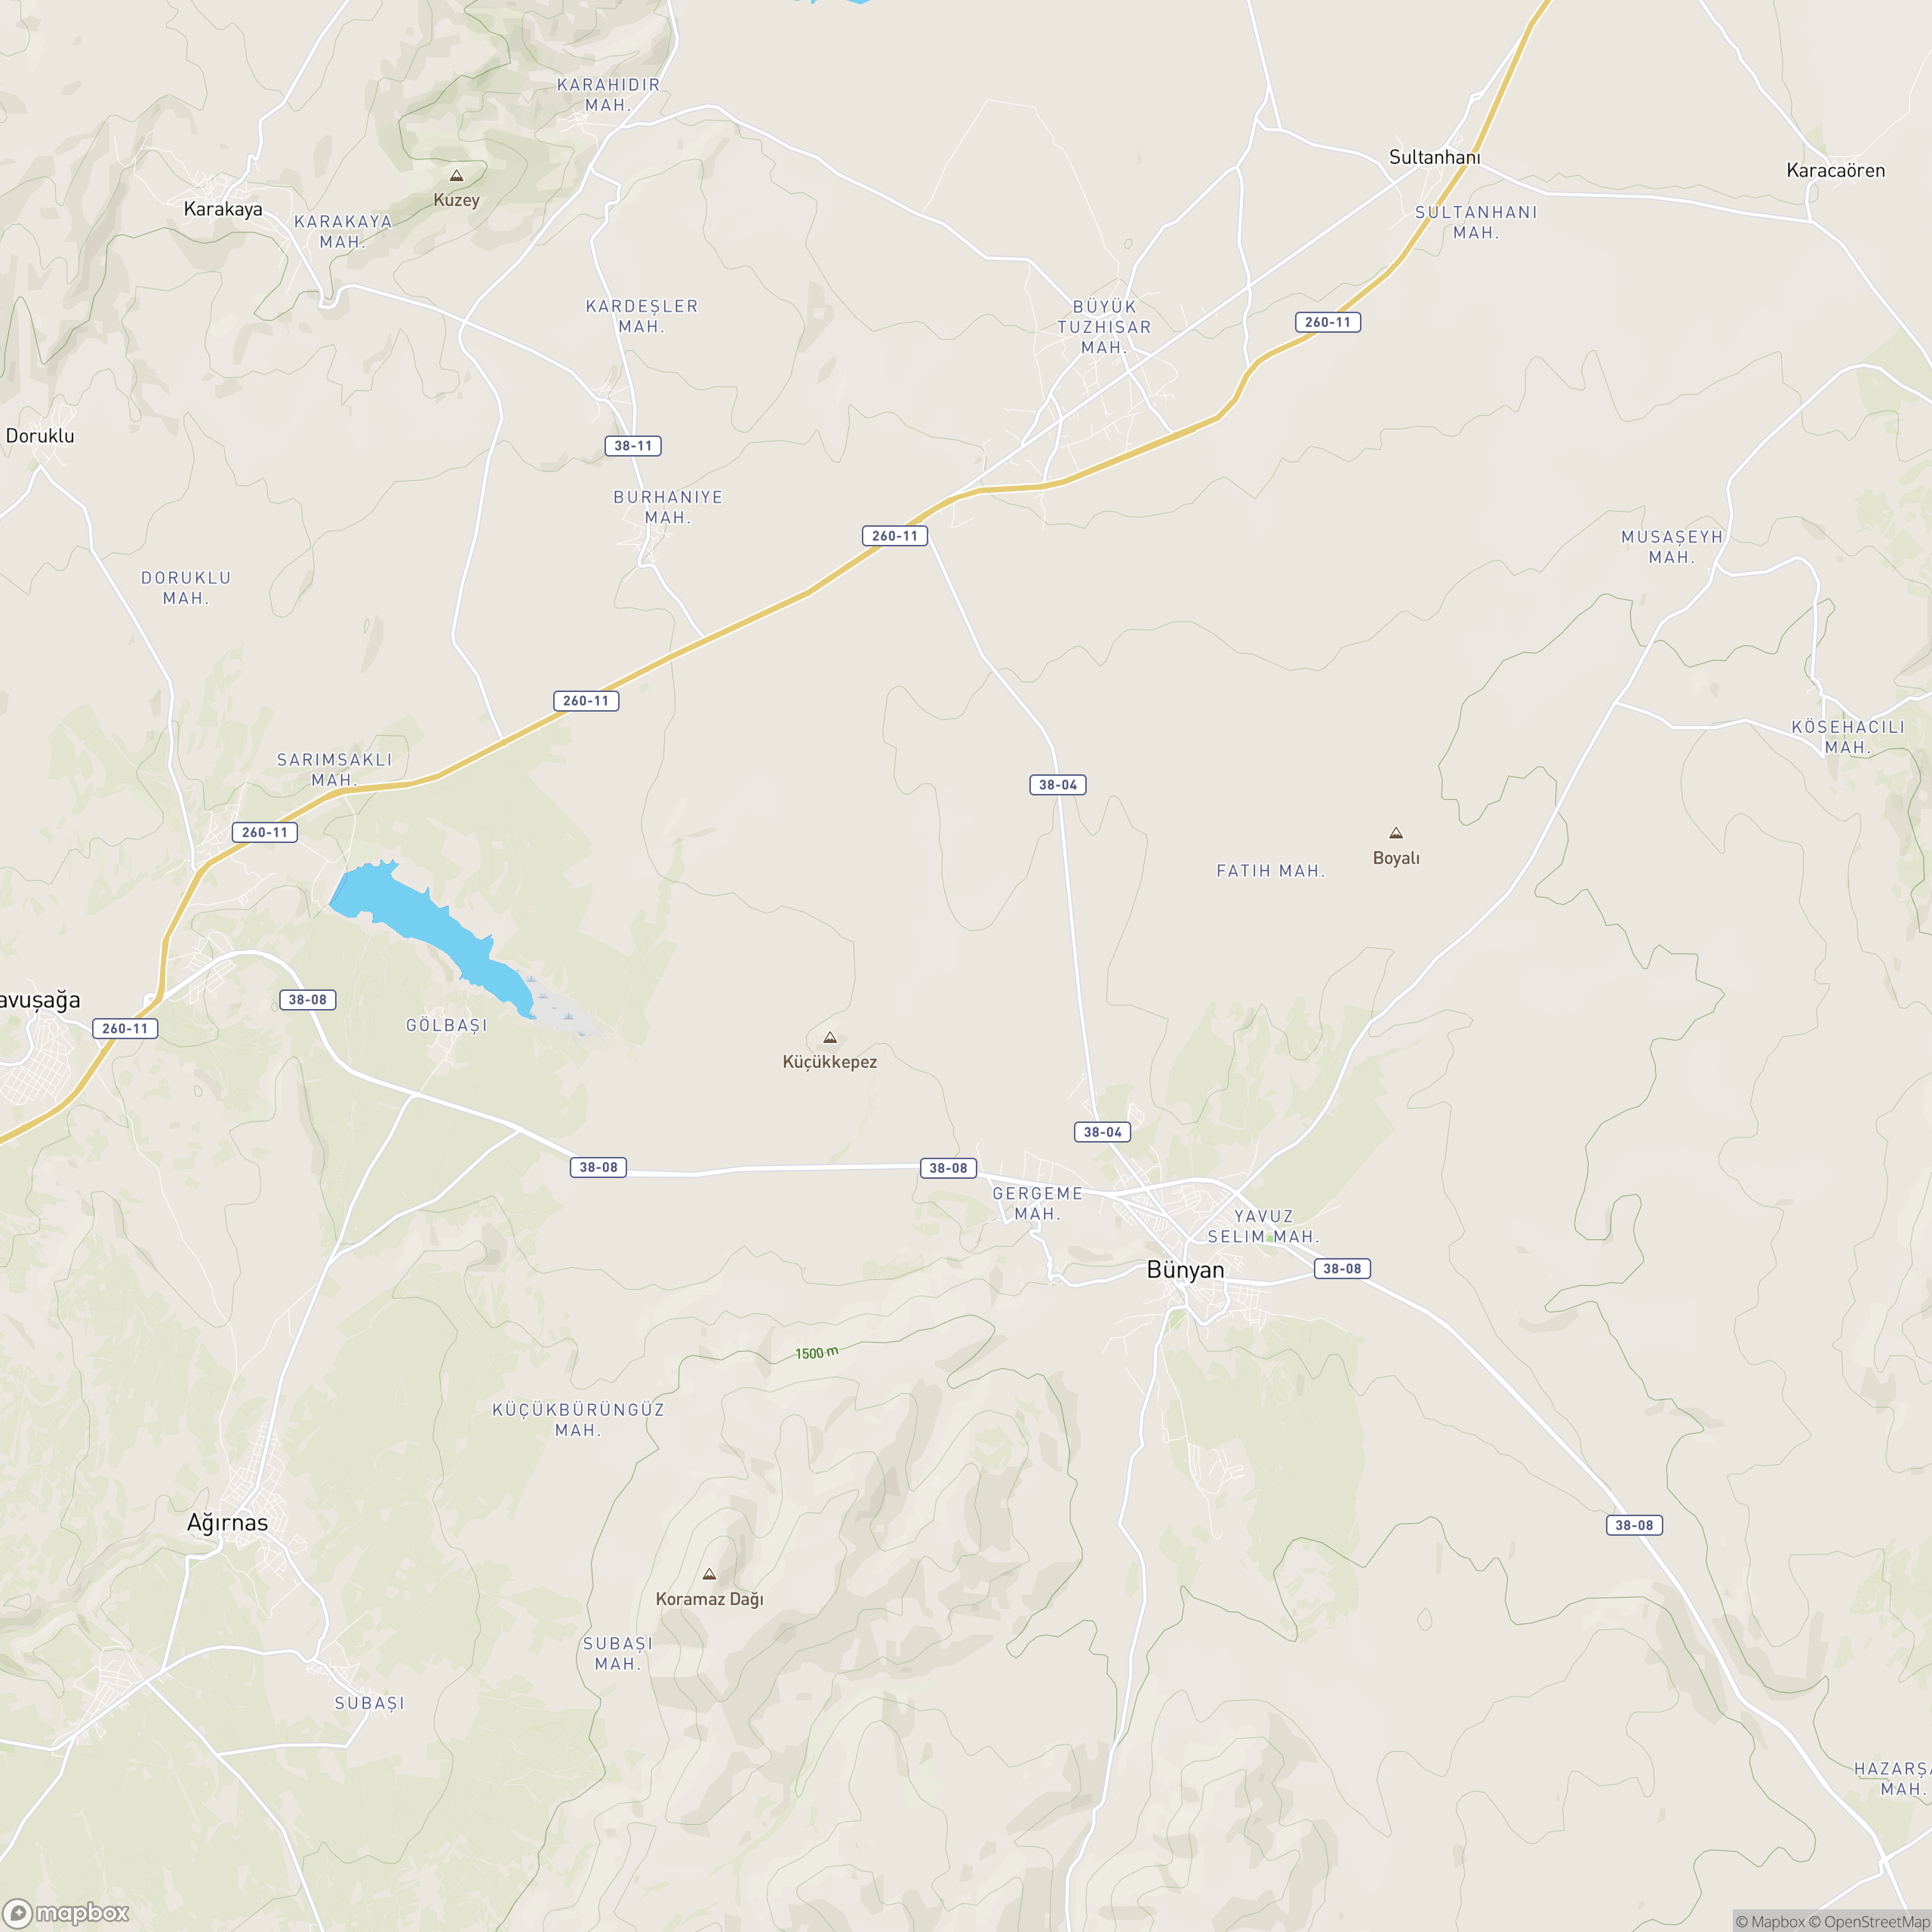 KARAHIDIR
MAH.
Sultanhanı
Karacaören
Kuzey
Karakaya
KARAKAYA
MAH.
SULTANHANI
MAH.
KARDEŞLER
MAH.
BÜYÜK
TUZHISAR
MAH.
260-11
Doruklu
38-11
BURHANIYE
MAH.
260-11
MUSAŞEYH
MAH.
DORUKLU
MAH.
260-11
KÖSEHACILI
MAH.
SARIMSAKLI
MAH.
38-04
260-11
Boyalı
FATIH MAH.
avuşağa
38-08
260-11
GÖLBAŞI
Küçükkepez
38-04
38-08
38-08
GERGEME
MAH.
YAVUZ
SELIM MAH.
Bünyan
38-08
1500 m
KÜÇÜKBÜRÜNGÜZ
MAH.
Ağırnas
38-08
Koramaz Dağı
SUBAŞI
MAH.
SUBAŞI
HAZARŞA
MAH.
mapbox
© Mapbox © OpenStreetMap